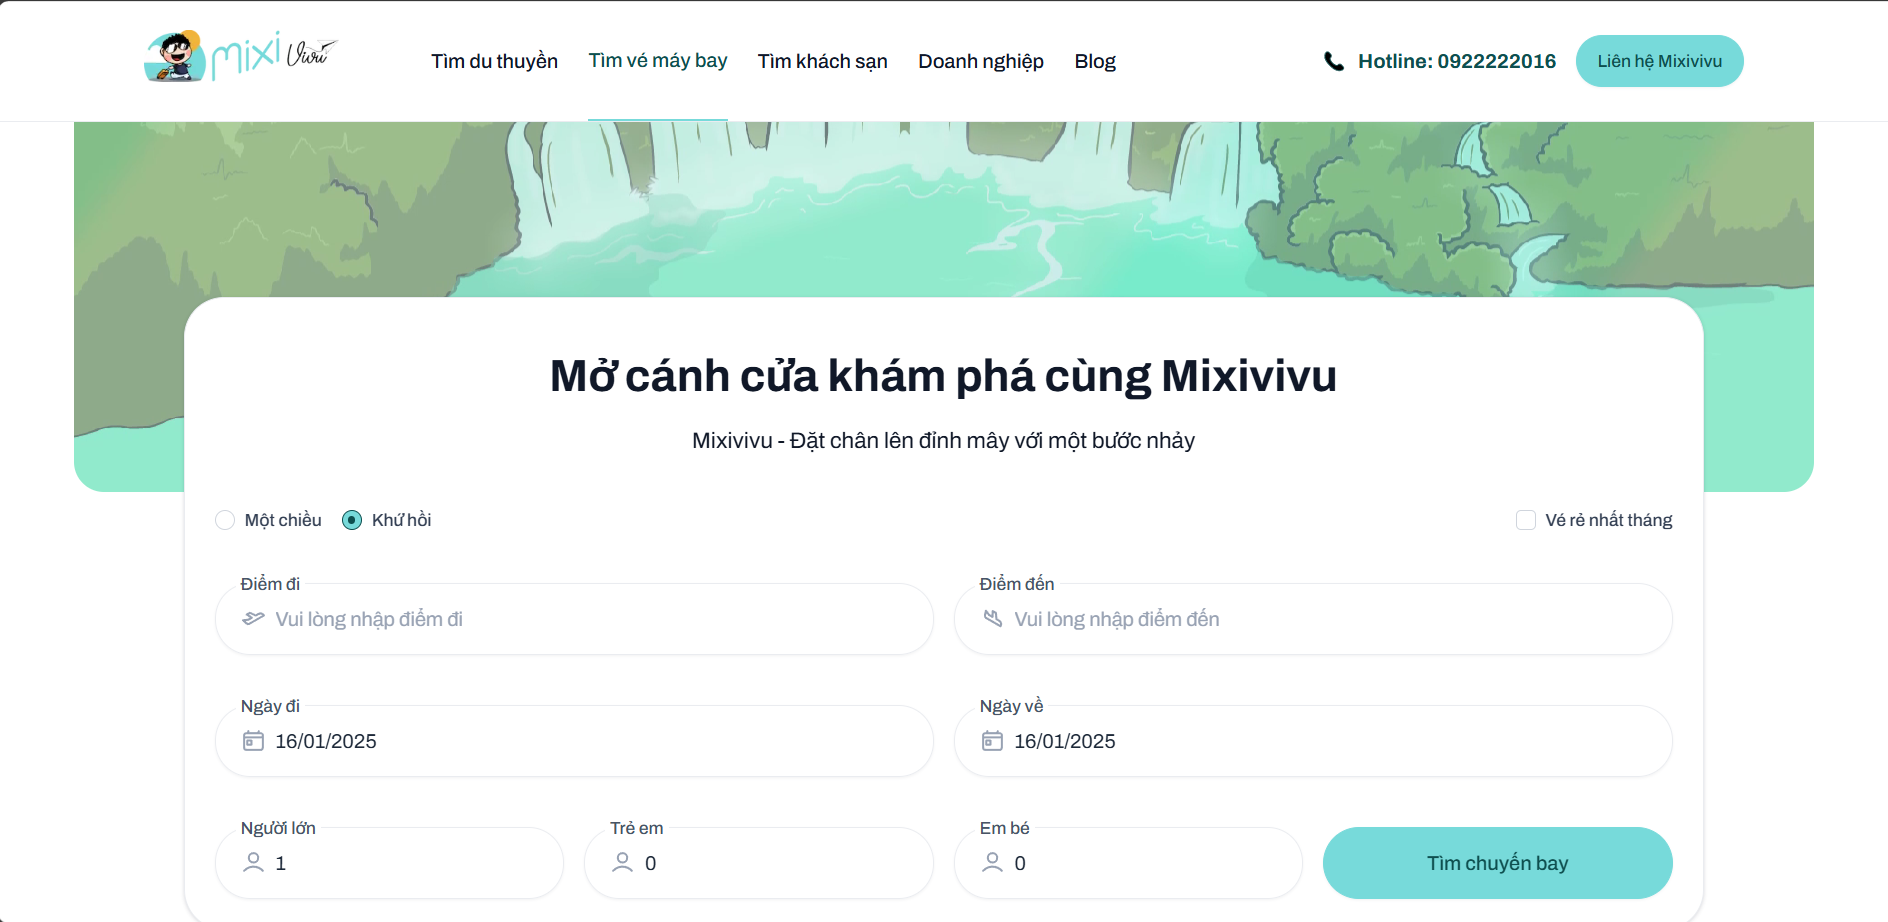 mixi Vivu
Tìm du thuyền
Tìm vé máy bay
Tìm khách sạn
Doanh nghiệp
Blog
Hotline: 0922222016
Liên hệ Mixivivu
Mở cánh cửa khám phá cùng Mixivivu
Mixivivu - Đặt chân lên đỉnh mây với một bước nhảy
Một chiều
Khứ hồi
Vé rẻ nhất tháng
Điểm đi
Vui lòng nhập điểm đi
Điểm đến
Vui lòng nhập điểm đến
Ngày đi
16/01/2025
Ngày về
16/01/2025
Người lớn
1
Trẻ em
0
Em bé
0
Tìm chuyến bay